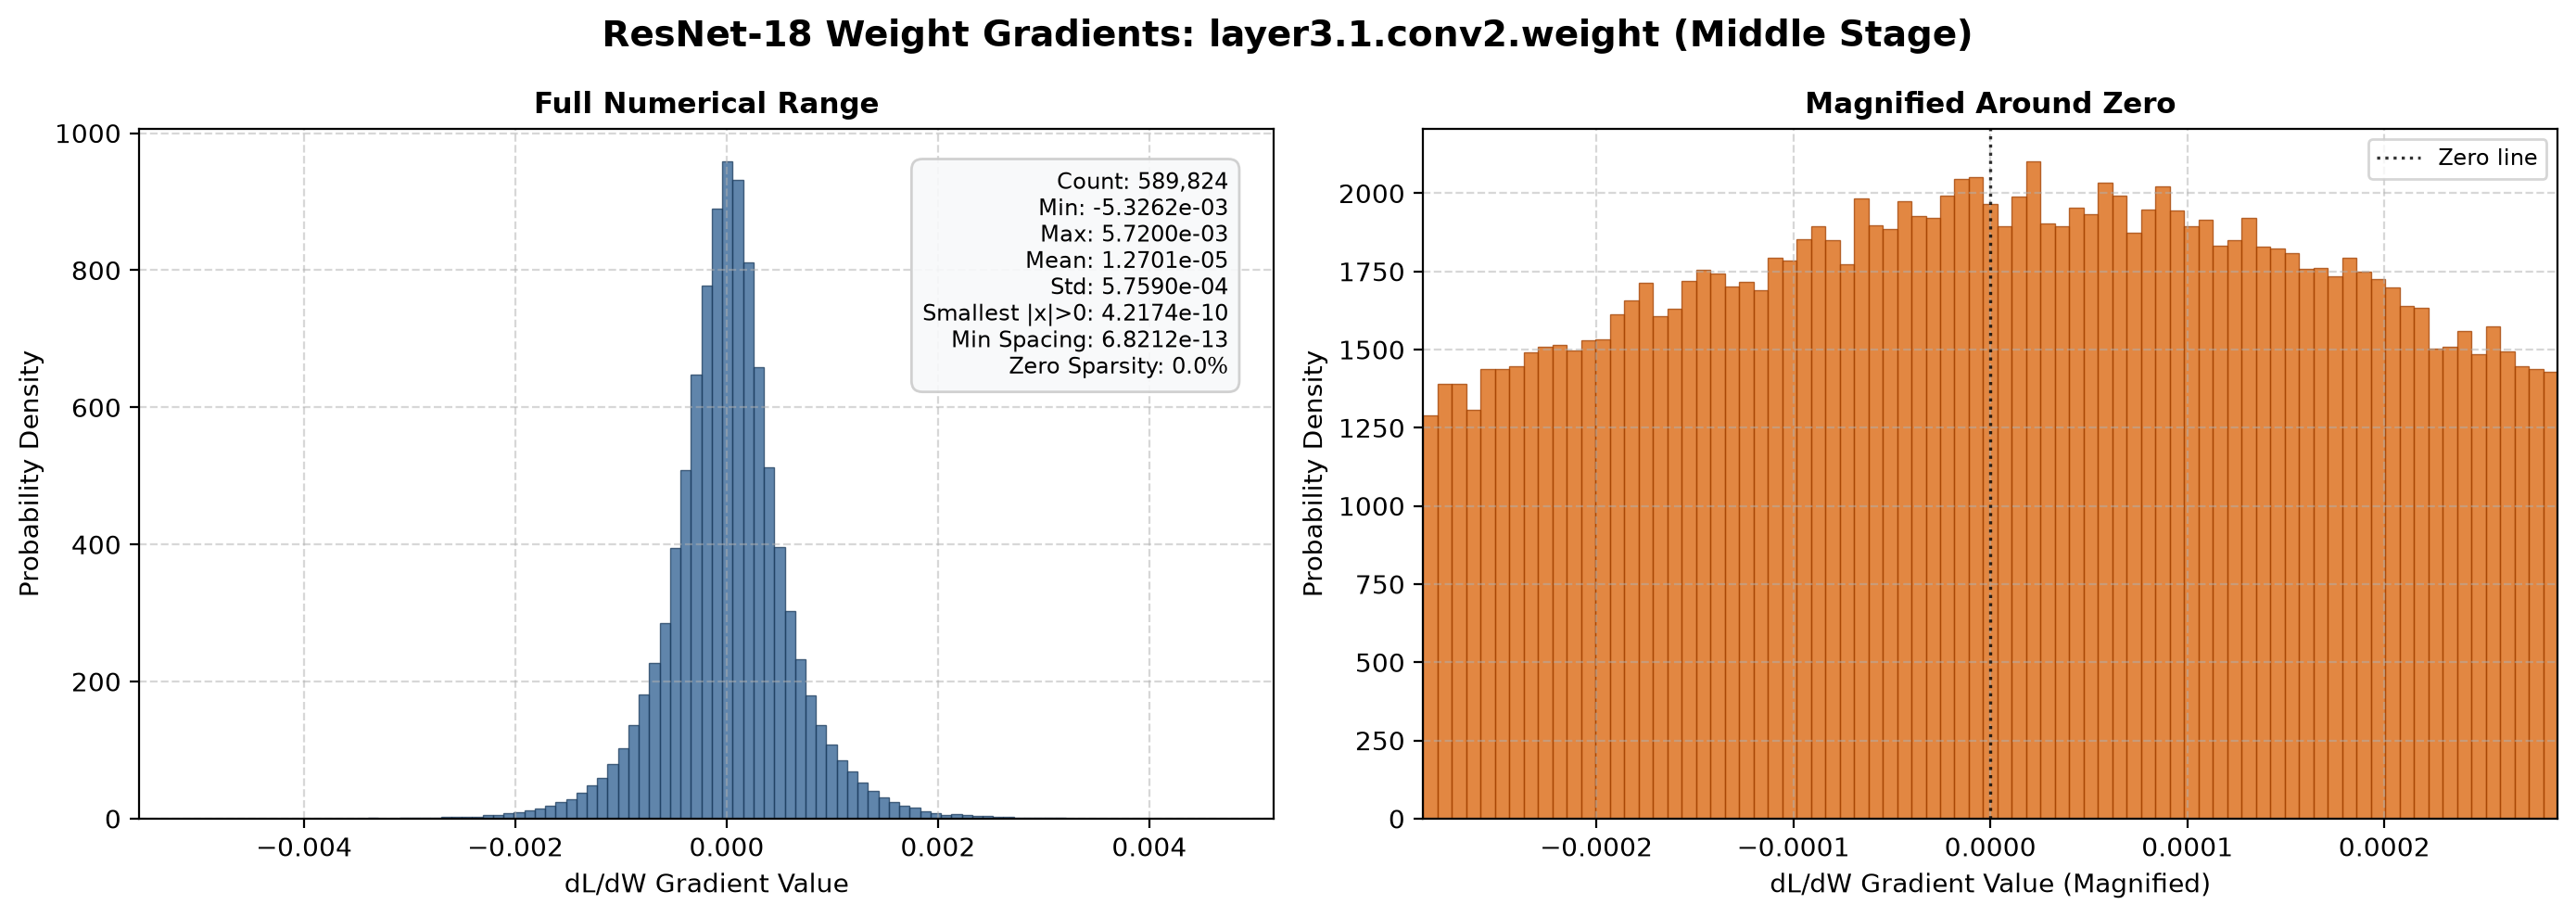 ResNet-18 Weight Gradients: layer3.1.conv2.weight (Middle Stage)
Full Numerical Range
Probability Density
1000
800
600
400
200
0
Count: 589,824
Min: -5.3262e-03
Max: 5.7200e-03
Mean: 1.2701e-05
Std: 5.7590e-04
Smallest |x|>0: 4.2174e-10
Min Spacing: 6.8212e-13
Zero Sparsity: 0.0%
−0.004 −0.002 0.000 0.002 0.004
dL/dW Gradient Value
Magnified Around Zero
Probability Density
2000
1750
1500
1250
1000
750
500
250
0
Zero line
−0.0002 −0.0001 0.0000 0.0001 0.0002
dL/dW Gradient Value (Magnified)